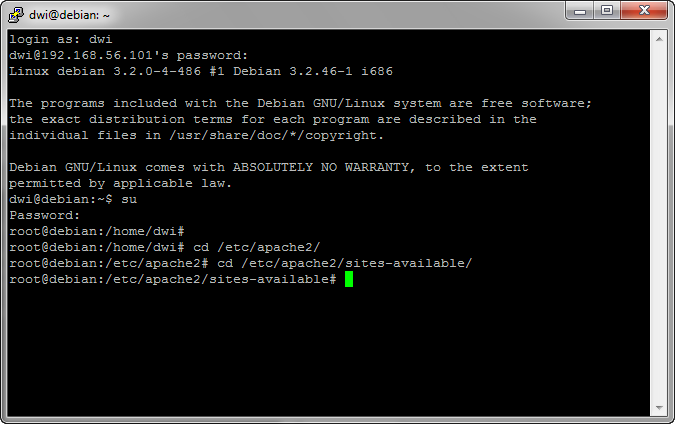 dwi@debian: ~
login as: dwi
dwi@192.168.56.101's password:
Linux debian 3.2.0-4-486 #1 Debian 3.2.46-1 i686
The programs included with the Debian GNU/Linux system are free software;
the exact distribution terms for each program are described in the
individual files in /usr/share/doc/*/copyright.
Debian GNU/Linux comes with ABSOLUTELY NO WARRANTY, to the extent
permitted by applicable law.
dwi@debian:~$ su
Password:
root@debian:/home/dwi#
root@debian:/home/dwi# cd /etc/apache2/
root@debian:/etc/apache2# cd /etc/apache2/sites-available/
root@debian:/etc/apache2/sites-available#